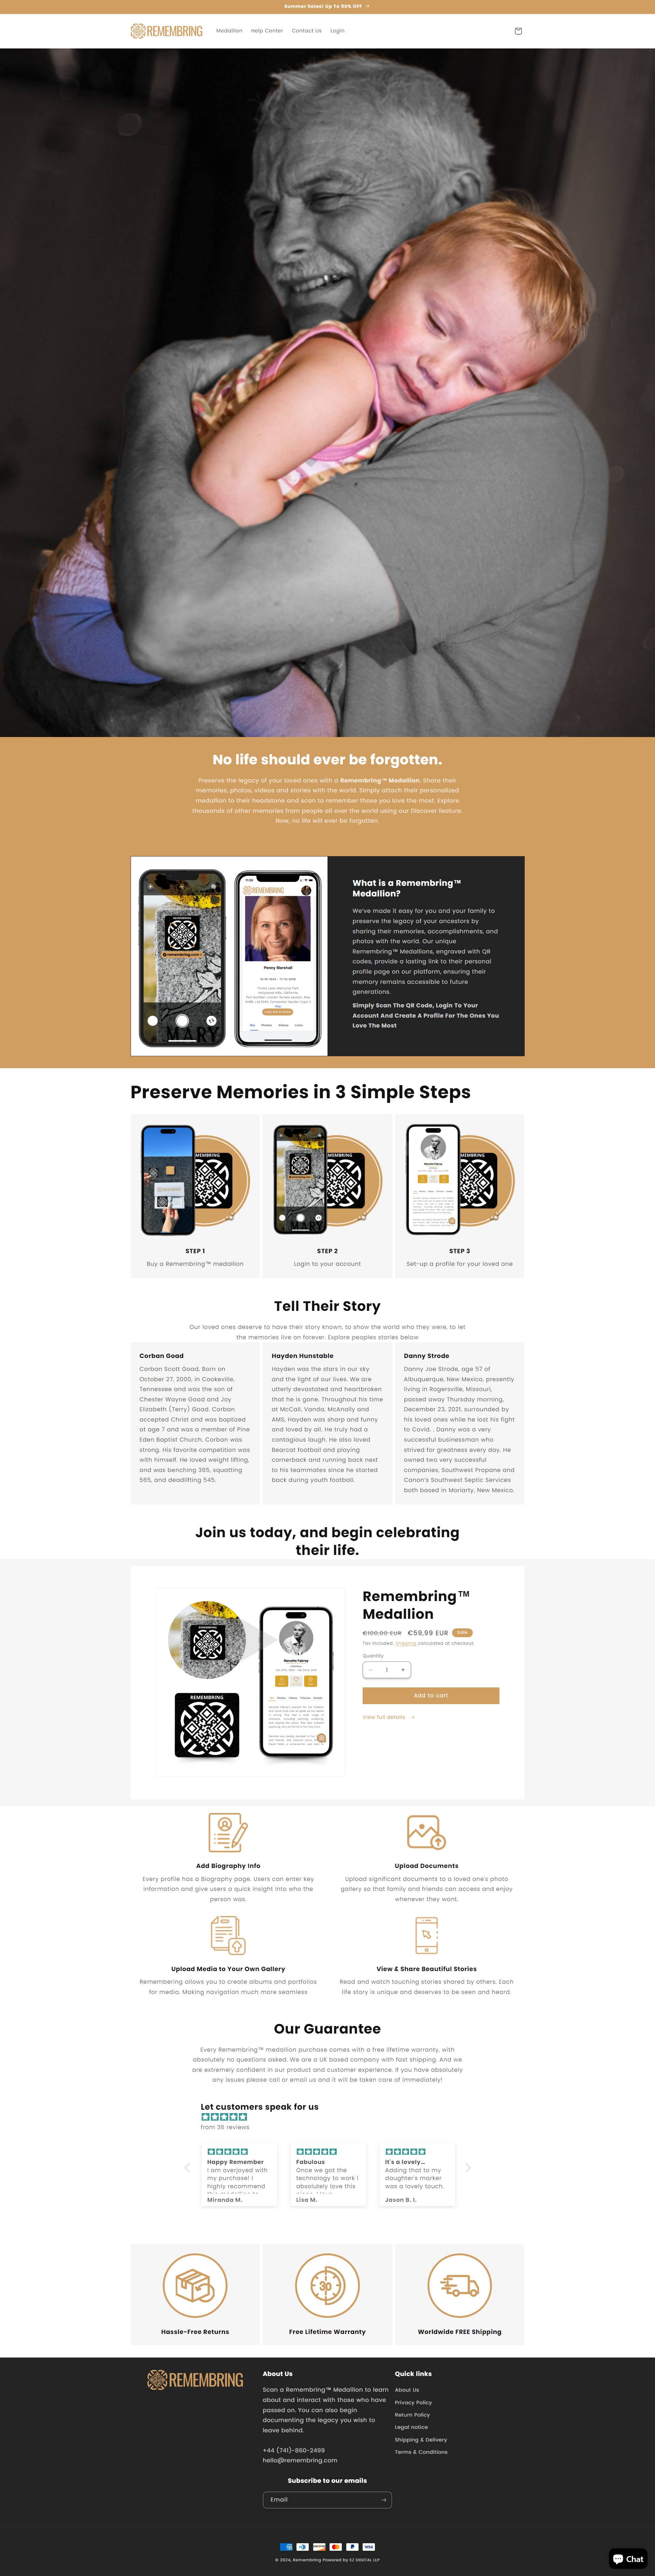 Summer Sales! Up To 50% OFF →
REMEMBRING
Medallion
Help Center
Contact Us
Login
No life should ever be forgotten.
Preserve the legacy of your loved ones with a Remembring™ Medallion. Share their
memories, photos, videos and stories with the world. Simply attach their personalized
medallion to their headstone and scan to remember those you love the most. Explore
thousands of other memories from people all over the world using our Discover feature.
Now, no life will ever be forgotten.
REMEMBRING
Penny Marshall
What is a Remembring™
Medallion?
We've made it easy for you and your family to
preserve the legacy of your ancestors by
sharing their memories, accomplishments, and
photos with the world. Our unique
Remembring™ Medallions, engraved with QR
codes, provide a lasting link to their personal
profile page on our platform, ensuring their
memory remains accessible to future
generations.
Simply Scan The QR Code, Login To Your
Account And Create A Profile For The Ones You
Love The Most
Preserve Memories in 3 Simple Steps
STEP 1
Buy a Remembring™ medallion
STEP 2
Login to your account
STEP 3
Set-up a profile for your loved one
Tell Their Story
Our loved ones deserve to have their story known, to show the world who they were, to let
the memories live on forever. Explore peoples stories below
Corban Goad
Corban Scott Goad, Born on
October 27, 2000, in Cookeville,
Tennessee and was the son of
Chester Wayne Goad and Joy
Elizabeth (Terry) Goad. Corban
accepted Christ and was baptized
at age 7 and was a member of Pine
Eden Baptist Church. Corban was
strong. His favorite competition was
with himself. He loved weight lifting,
and was benching 365, squatting
565, and deadlifting 545.
Hayden Hunstable
Hayden was the stars in our sky
and the light of our lives. We are
utterly devastated and heartbroken
that he is gone. Throughout his time
at McCall, Vanda, McAnally and
AMS, Hayden was sharp and funny
and loved by all. He truly had a
contagious laugh. He also loved
Bearcat football and playing
cornerback and running back next
to his teammates since he started
back during youth football.
Danny Strode
Danny Joe Strode, age 57 of
Albuquerque, New Mexico, presently
living in Rogersville, Missouri,
passed away Thursday morning,
December 23, 2021, surrounded by
his loved ones while he lost his fight
to Covid. . Danny was a very
successful businessman who
strived for greatness every day. He
owned two very successful
companies, Southwest Propane and
Canon's Southwest Septic Services
both based in Moriarty, New Mexico.
Join us today, and begin celebrating
their life.
REMEMBRING
Remembring™
Medallion
€100,00 EUR €59,99 EUR Sale
Tax included. Shipping calculated at checkout.
Quantity
− 1 +
Add to cart
View full details →
Add Biography Info
Every profile has a Biography page. Users can enter key
information and give users a quick insight into who the
person was.
Upload Documents
Upload significant documents to a loved one's photo
gallery so that family and friends can access and enjoy
whenever they want.
Upload Media to Your Own Gallery
Remembering allows you to create albums and portfolios
for media. Making navigation much more seamless
View & Share Beautiful Stories
Read and watch touching stories shared by others. Each
life story is unique and deserves to be seen and heard.
Our Guarantee
Every Remembring™ medallion purchase comes with a free lifetime warranty, with
absolutely no questions asked. We are a UK based company with fast shipping. And we
are extremely confident in our product and customer experience. If you have absolutely
any issues please call or email us and it will be taken care of immediately!
Let customers speak for us
from 36 reviews
Happy Remember
I am overjoyed with
my purchase! I
highly recommend
Miranda M.
Fabulous
Once we got the
technology to work I
absolutely love this
Lisa M.
It's a lovely...
Adding that to my
daughter's marker
was a lovely touch.
Jason B. I.
Hassle-Free Returns
30
Free Lifetime Warranty
Worldwide FREE Shipping
REMEMBRING
About Us
Scan a Remembring™ Medallion to learn
about and interact with those who have
passed on. You can also begin
documenting the legacy you wish to
leave behind.
+44 (741)-860-2499
hello@remembring.com
Quick links
About Us
Privacy Policy
Return Policy
Legal notice
Shipping & Delivery
Terms & Conditions
Subscribe to our emails
Email
© 2024, Remembring Powered by EZ DIGITAL LLP
Chat